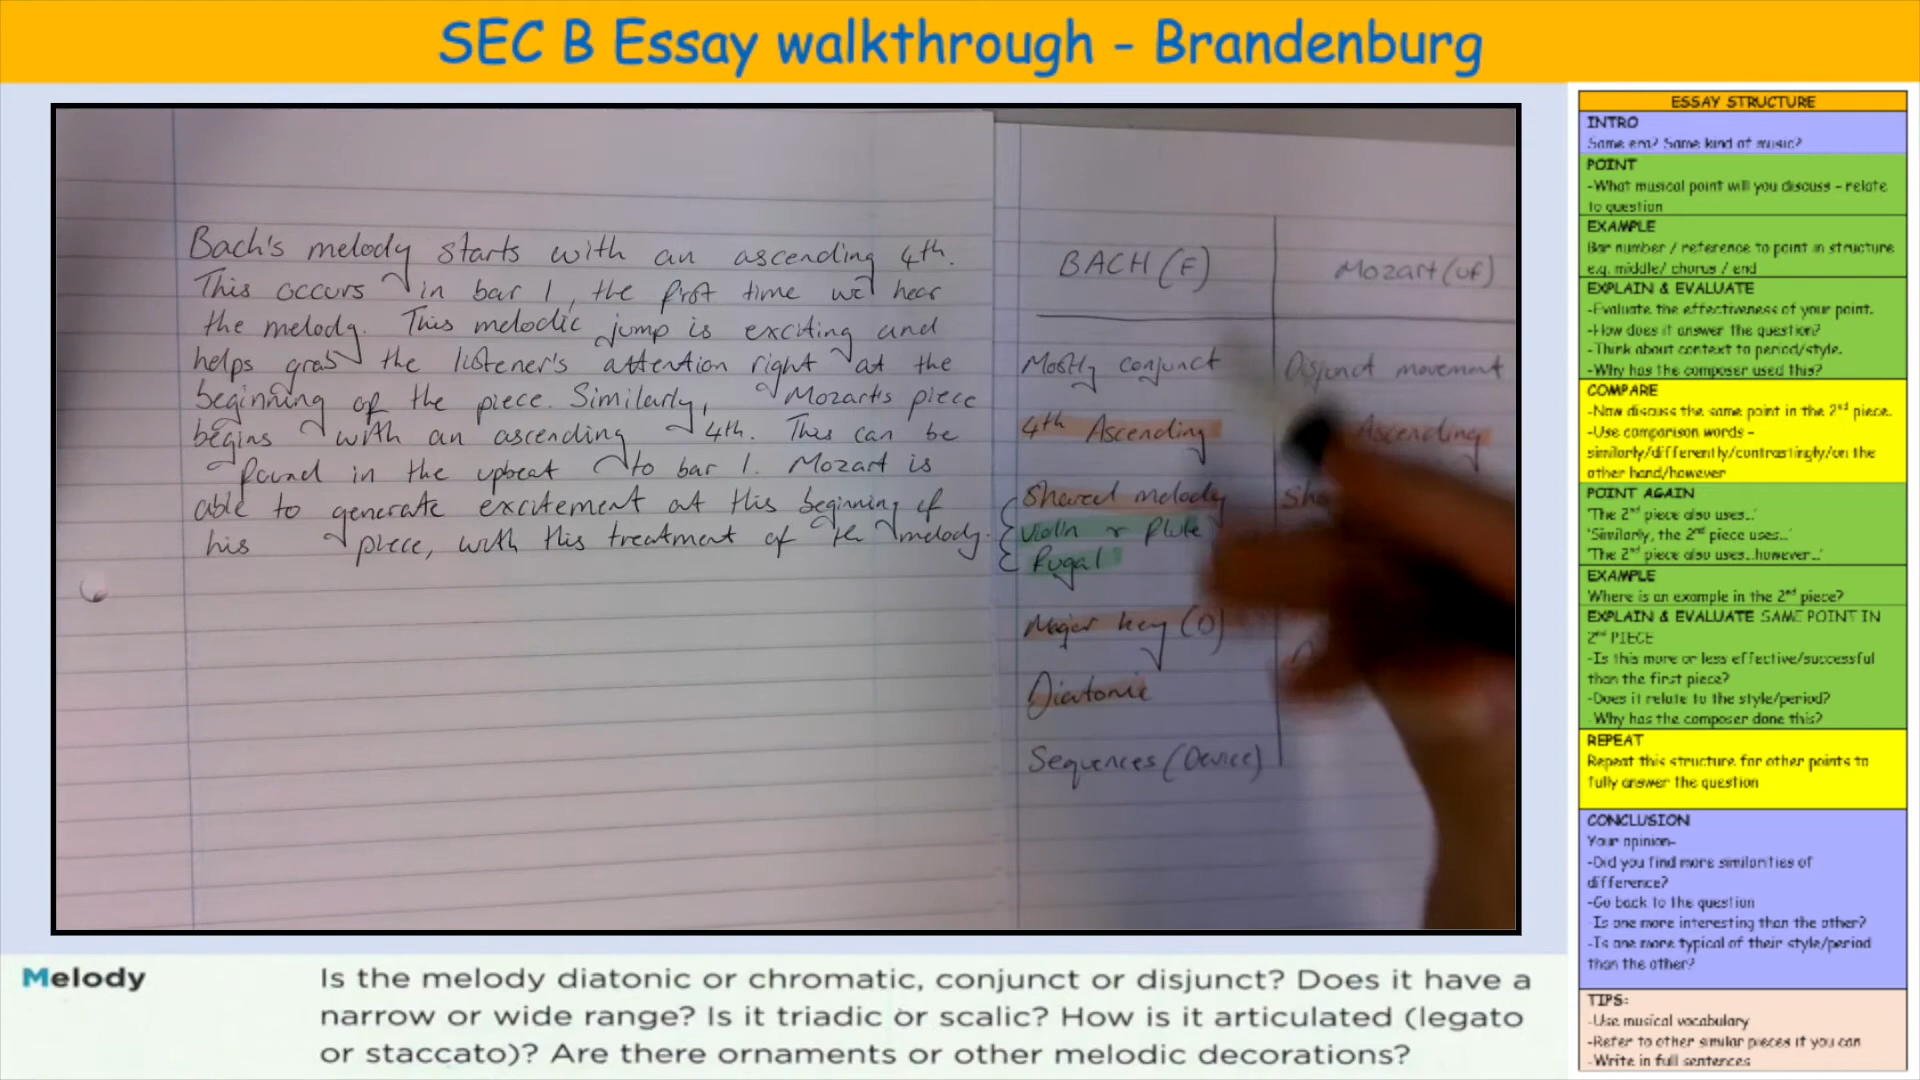 SEC B Essay walkthrough - Brandenburg
Bach's melody starts with an ascending 4th.
This occurs in bar 1, the first time we hear
the melody. This melodic jump is exciting and
helps grab the listener's attention right at the
beginning of the piece. Similarly, Mozart's piece
begins with an ascending 4th. This can be
found in the upbeat to bar 1. Mozart is
able to generate excitement at this beginning of
his piece, with this treatment of the melody.
BACH (F)
Mostly conjunct
4th Ascending
Shared melody
violin + flute
fugal
Major key (D)
Diatonic
Sequences (Device)
Mozart (UF)
Disjunct movement
Ascending
ESSAY STRUCTURE
INTRO
Same era? Same kind of music?
POINT
-What musical point will you discuss - relate
to question
EXAMPLE
Bar number / reference to point in structure
e.g. middle/ chorus / end
EXPLAIN & EVALUATE
-Evaluate the effectiveness of your point.
-How does it answer the question?
-Think about context to period/style.
-Why has the composer used this?
COMPARE
-Now discuss the same point in the 2nd piece.
-Use comparison words -
similarly/differently/contrastingly/on the
other hand/however
POINT AGAIN
'The 2nd piece also uses..'
'Similarly, the 2nd piece uses..'
'The 2nd piece also uses..however..'
EXAMPLE
Where is an example in the 2nd piece?
EXPLAIN & EVALUATE SAME POINT IN
2nd PIECE
-Is this more or less effective/successful
than the first piece?
-Does it relate to the style/period?
-Why has the composer done this?
REPEAT
Repeat this structure for other points to
fully answer the question
CONCLUSION
Your opinion-
-Did you find more similarities of
difference?
-Go back to the question
-Is one more interesting than the other?
-Is one more typical of their style/period
than the other?
TIPS:
-Use musical vocabulary
-Refer to other similar pieces if you can
-Write in full sentences
Melody
Is the melody diatonic or chromatic, conjunct or disjunct? Does it have a
narrow or wide range? Is it triadic or scalic? How is it articulated (legato
or staccato)? Are there ornaments or other melodic decorations?